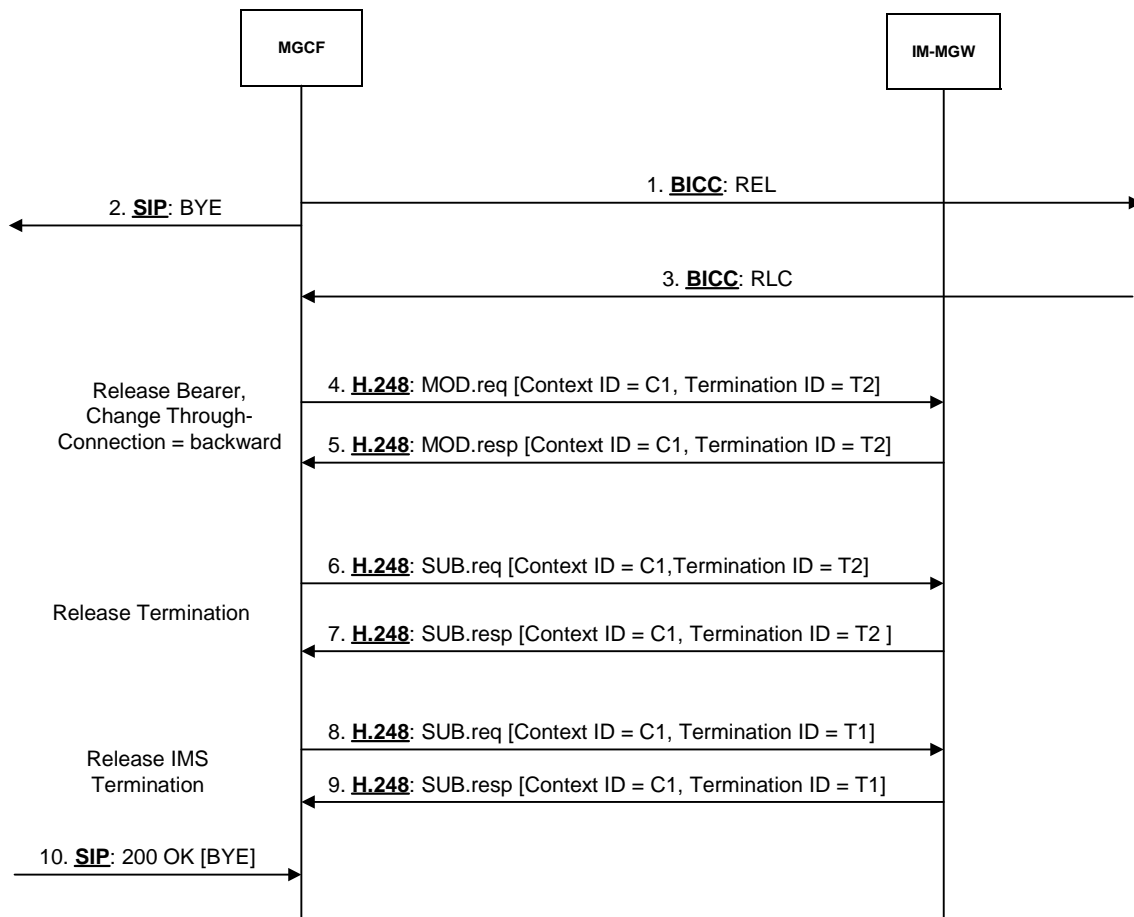 MGCF
IM-MGW
1. BICC: REL
2. SIP: BYE
3. BICC: RLC
Release Bearer,
Change Through-
Connection = backward
4. H.248: MOD.req [Context ID = C1, Termination ID = T2]
5. H.248: MOD.resp [Context ID = C1, Termination ID = T2]
6. H.248: SUB.req [Context ID = C1,Termination ID = T2]
Release Termination
7. H.248: SUB.resp [Context ID = C1, Termination ID = T2 ]
8. H.248: SUB.req [Context ID = C1, Termination ID = T1]
Release IMS
Termination
9. H.248: SUB.resp [Context ID = C1, Termination ID = T1]
10. SIP: 200 OK [BYE]